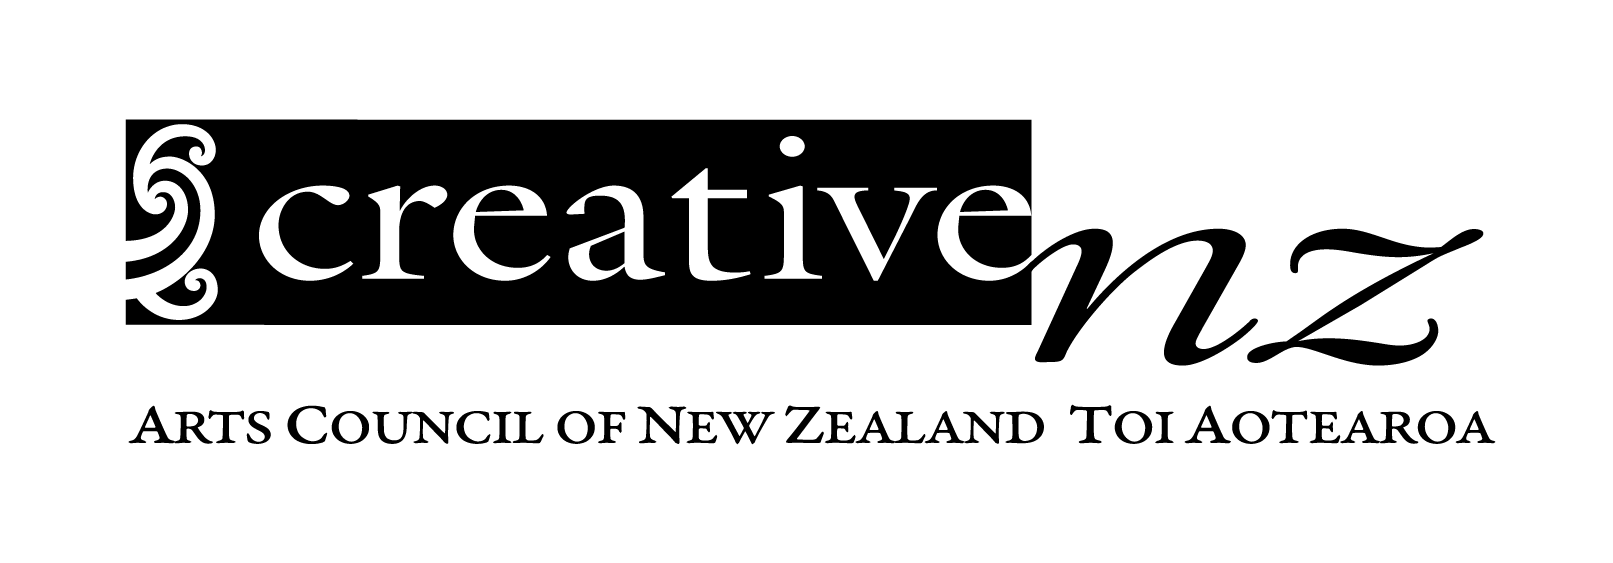 creative nz
ARTS COUNCIL OF NEW ZEALAND TOI AOTEAROA